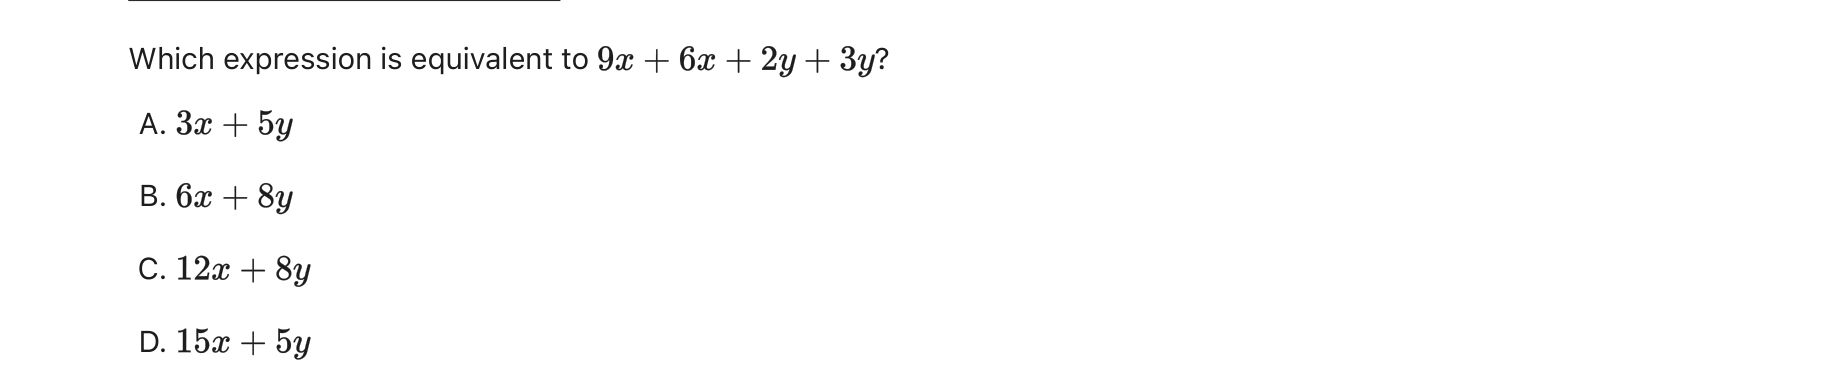 Which expression is equivalent to 9x + 6x + 2y + 3y?
A. 3x + 5y
B. 6x + 8y
C. 12x + 8y
D. 15x + 5y